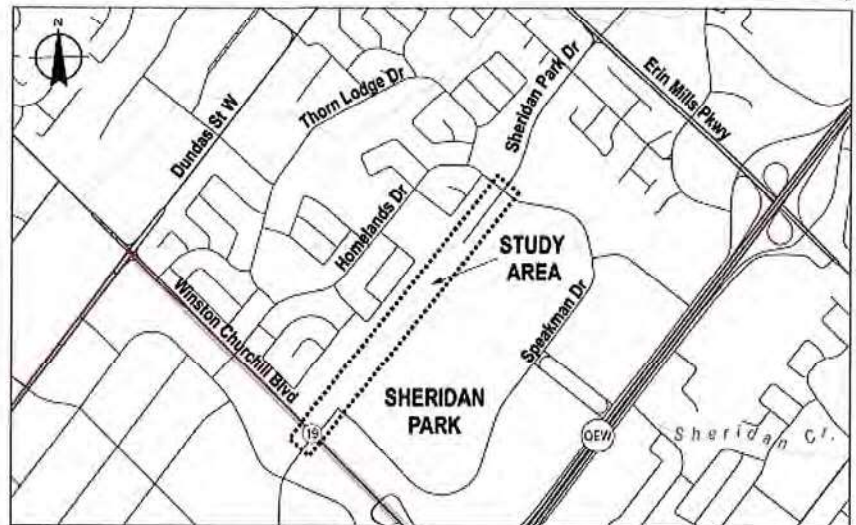 N
Dundas St W
Thorn Lodge Dr
Sheridan Park Dr
Erin Mills Pkwy
Homelands Dr
STUDY
AREA
Winston Churchill Blvd
Speakman Dr
SHERIDAN
PARK
19
QEW
Sheridan Cr.